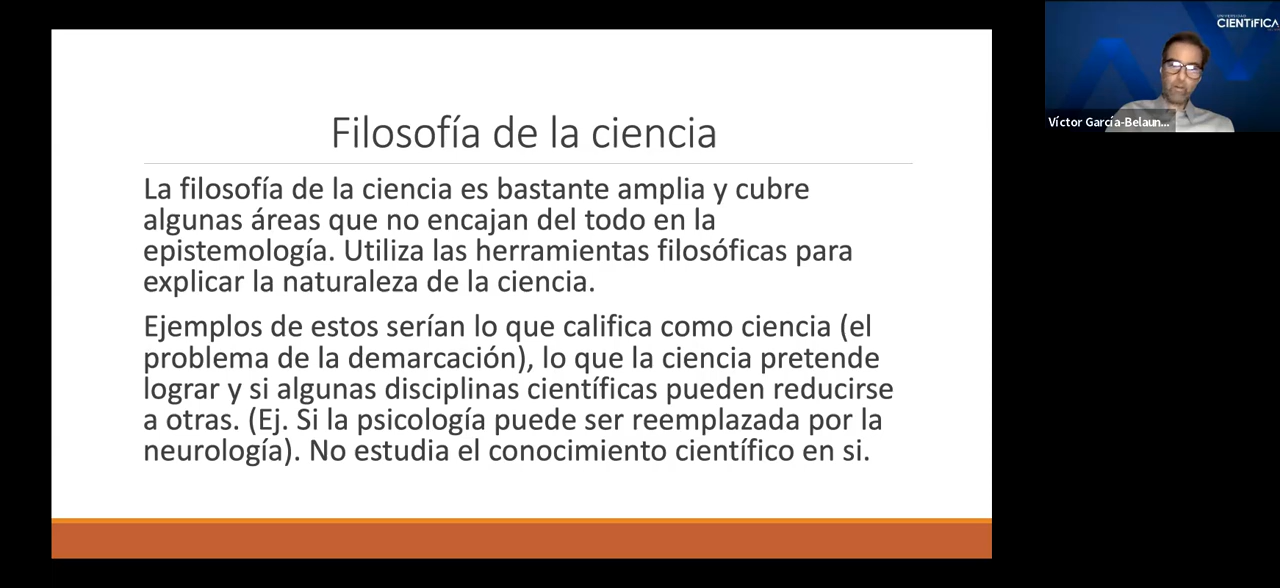 Filosofía de la ciencia
La filosofía de la ciencia es bastante amplia y cubre
algunas áreas que no encajan del todo en la
epistemología. Utiliza las herramientas filosóficas para
explicar la naturaleza de la ciencia.
Ejemplos de estos serían lo que califica como ciencia (el
problema de la demarcación), lo que la ciencia pretende
lograr y si algunas disciplinas científicas pueden reducirse
a otras. (Ej. Si la psicología puede ser reemplazada por la
neurología). No estudia el conocimiento científico en si.
CIENTÍFICA
Víctor García-Belaun...